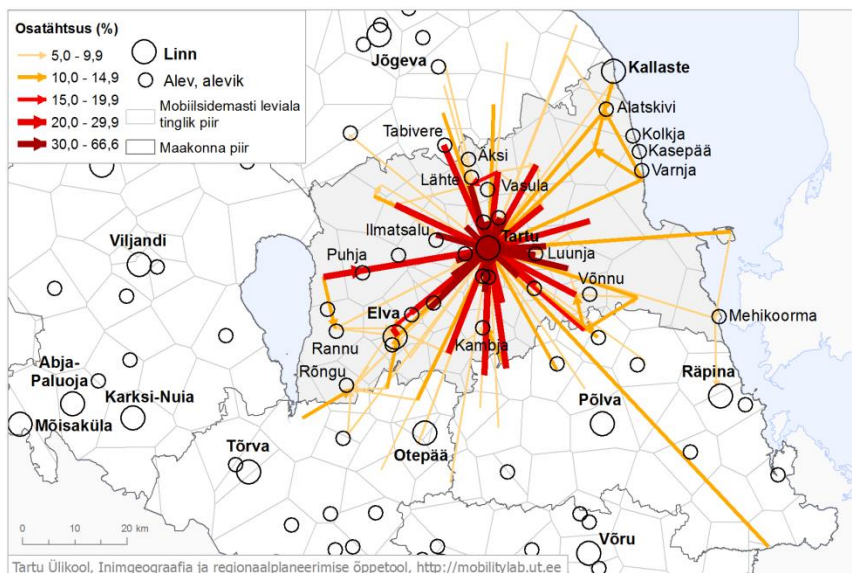 Osatähtsus (%)
5,0 - 9,9
10,0 - 14,9
15,0 - 19,9
20,0 - 29,9
30,0 - 66,6
Linn
Alev, alevik
Mobiilsidemasti leviala
tinglik piir
Maakonna piir
Jõgeva
Kallaste
Alatskivi
Kolkja
Kasepää
Varnja
Tabivere
Äksi
Lähte
Vasula
Ilmatsalu
Tartu
Viljandi
Puhja
Luunja
Võnnu
Elva
Mehikoorma
Rannu
Kambja
Rõngu
Abja-
Paluoja
Karksi-Nuia
Räpina
Mõisaküla
Põlva
Otepää
Tõrva
Võru
0 10 20 km
Tartu Ülikool, Inimgeograafia ja regionaalplaneerimise õppetool, http://mobilitylab.ut.ee